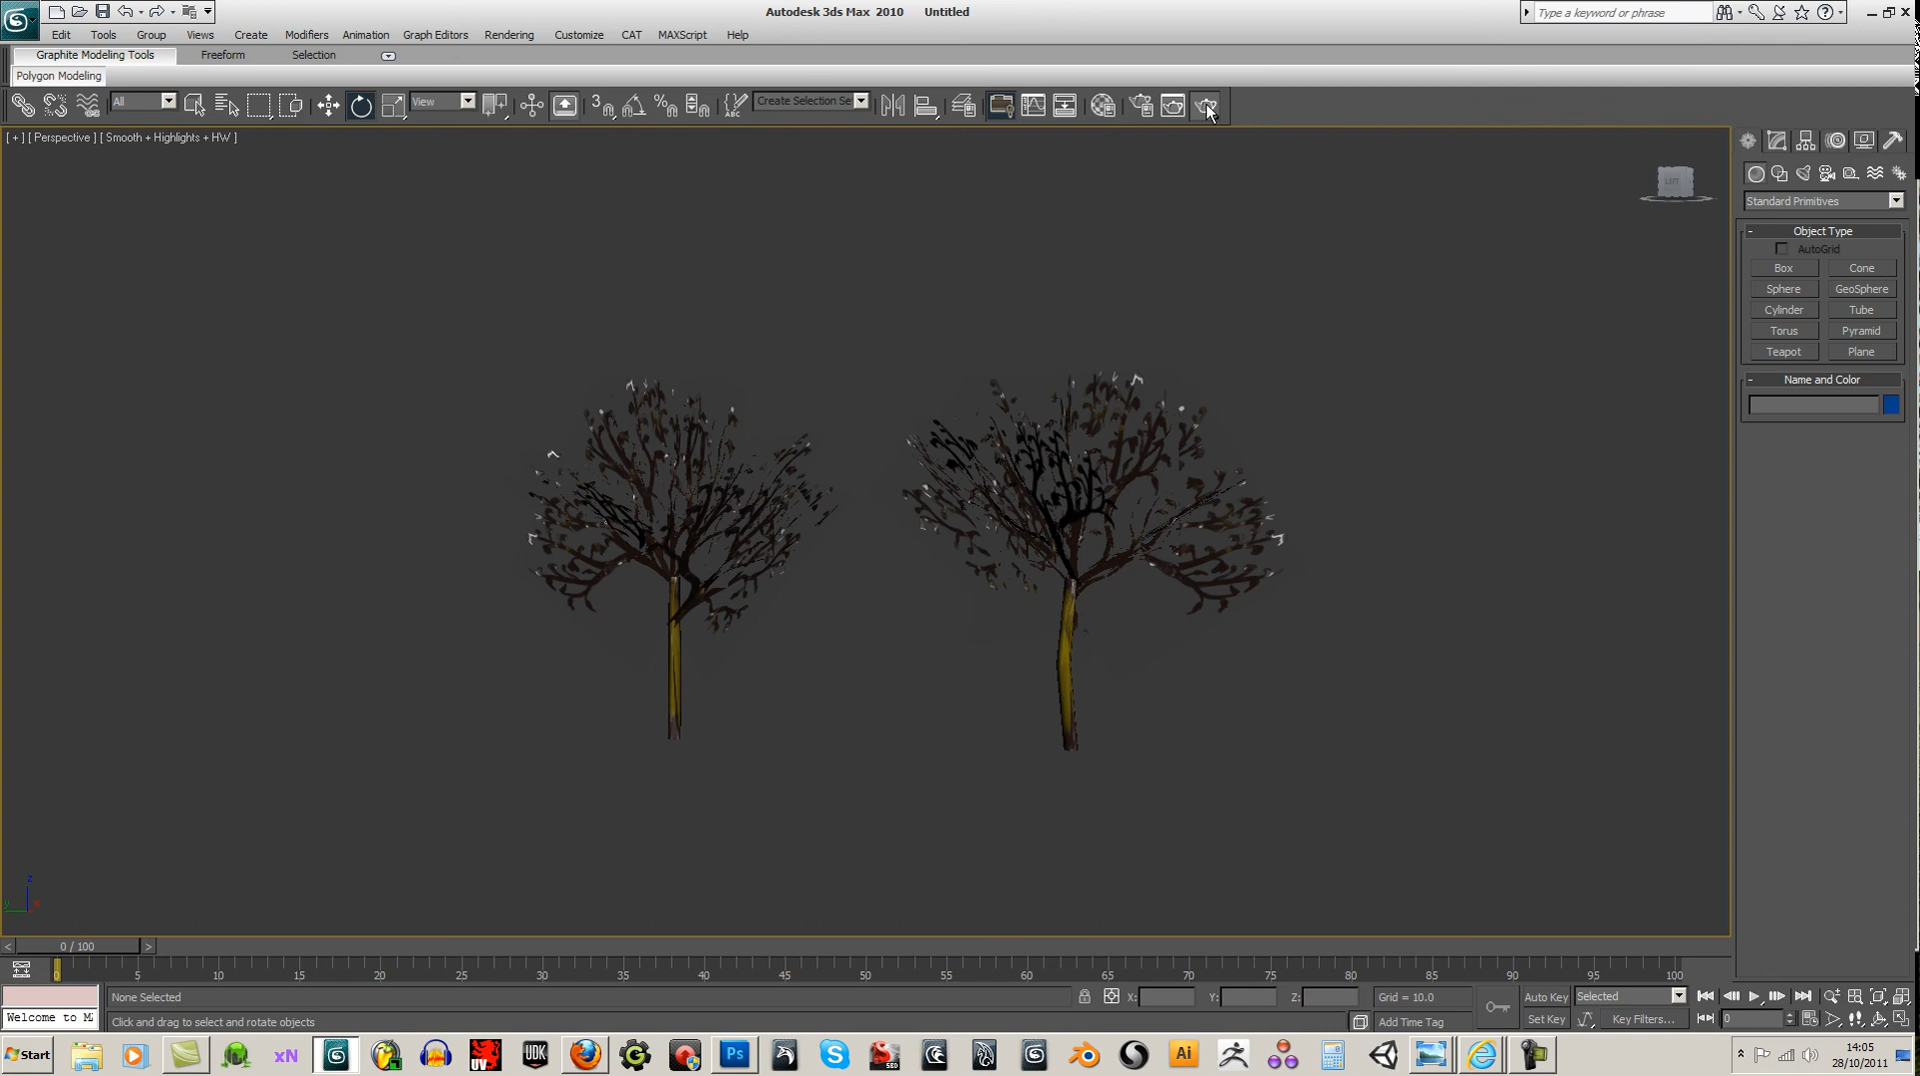 Autodesk 3ds Max 2010 Untitled
Type a keyword or phrase
Edit Tools Group Views Create Modifiers Animation Graph Editors Rendering Customize CAT MAXScript Help
Graphite Modeling Tools Freeform Selection
Polygon Modeling
All View 3 ABC Create Selection Se
[ + ] [ Perspective ] [ Smooth + Highlights + HW ]
LEFT
Standard Primitives
- Object Type
AutoGrid
Box Cone
Sphere GeoSphere
Cylinder Tube
Torus Pyramid
Teapot Plane
- Name and Color
z
y x
< 0 / 100 >
0 5 10 15 20 25 30 35 40 45 50 55 60 65 70 75 80 85 90 95 100
None Selected X: Y: Z: Grid = 10.0 Auto Key Selected
Welcome to M
Click and drag to select and rotate objects Add Time Tag Set Key Key Filters... 0
Start xN UV UDK Ps Ai
14:05
28/10/2011